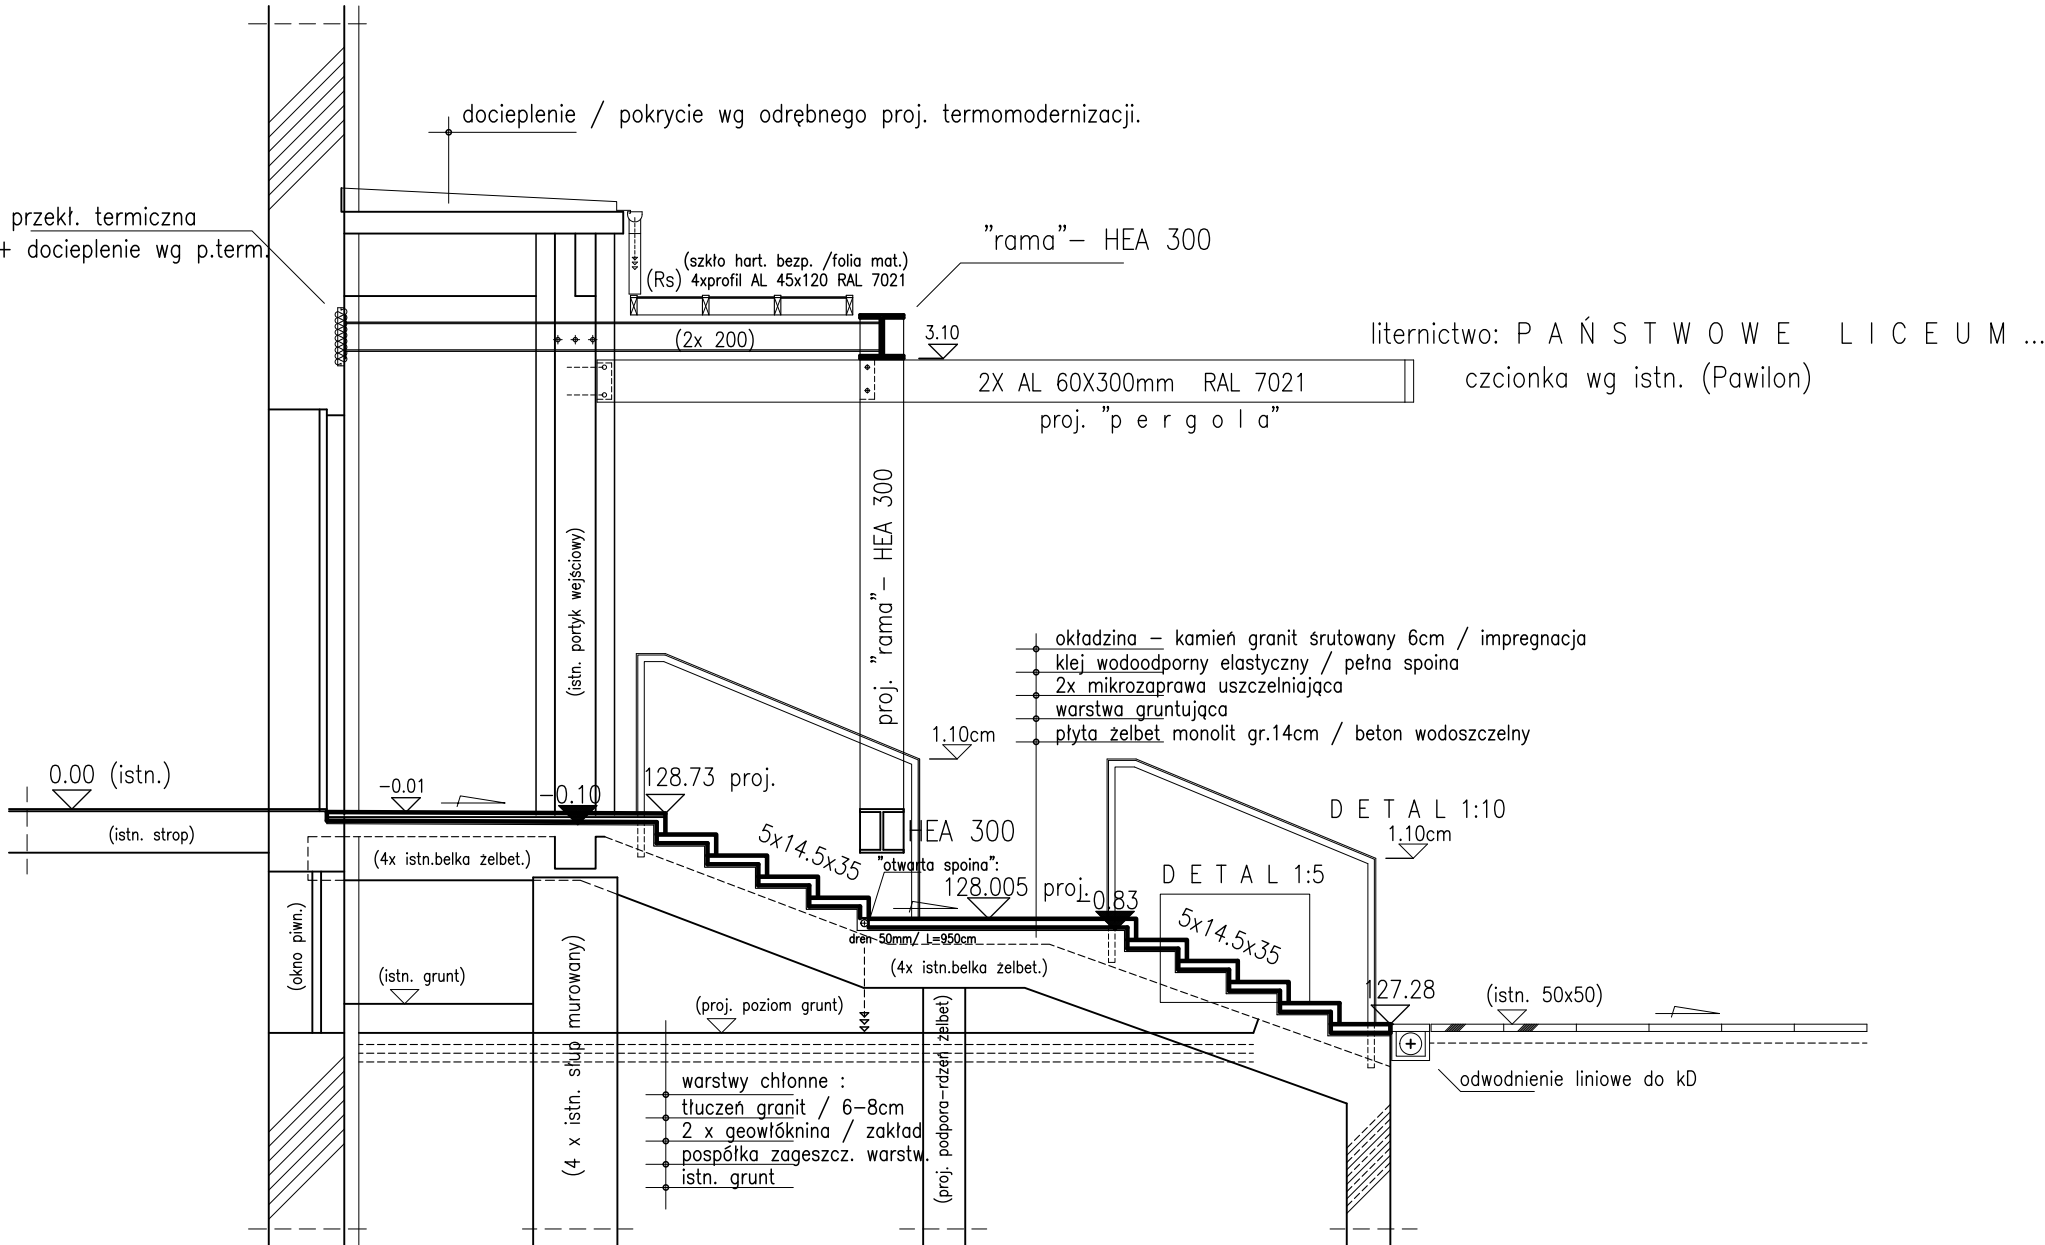 docieplenie / pokrycie wg odrębnego proj. termomodernizacji.
przekł. termiczna
+ docieplenie wg p.term.
"rama"– HEA 300
(szkło hart. bezp. /folia mat.)
(Rs) 4xprofil AL 45x120 RAL 7021
(2x 200)
3.10
liternictwo: P A Ń S T W O W E L I C E U M ...
czcionka wg istn. (Pawilon)
2X AL 60X300mm RAL 7021
proj. "p e r g o l a"
proj. "rama"– HEA 300
(istn. portyk wejściowy)
okładzina – kamień granit śrutowany 6cm / impregnacja
klej wodoodporny elastyczny / pełna spoina
2x mikrozaprawa uszczelniająca
warstwa gruntująca
płyta żelbet monolit gr.14cm / beton wodoszczelny
1.10cm
0.00 (istn.)
–0.01
–0.10
128.73 proj.
(istn. strop)
(4x istn.belka żelbet.)
5x14.5x35
HEA 300
"otwarta spoina":
128.005 proj.
–0.83
D E T A L 1:10
1.10cm
D E T A L 1:5
5x14.5x35
dren 50mm/ L=950cm
(4x istn.belka żelbet.)
(okno piwn.)
(istn. grunt)
(4 x istn. słup murowany)
(proj. poziom grunt)
(proj. podpora–rdzeń żelbet)
127.28
(istn. 50x50)
odwodnienie liniowe do kD
warstwy chłonne :
tłuczeń granit / 6–8cm
2 x geowłóknina / zakład
pospółka zageszcz. warstw.
istn. grunt